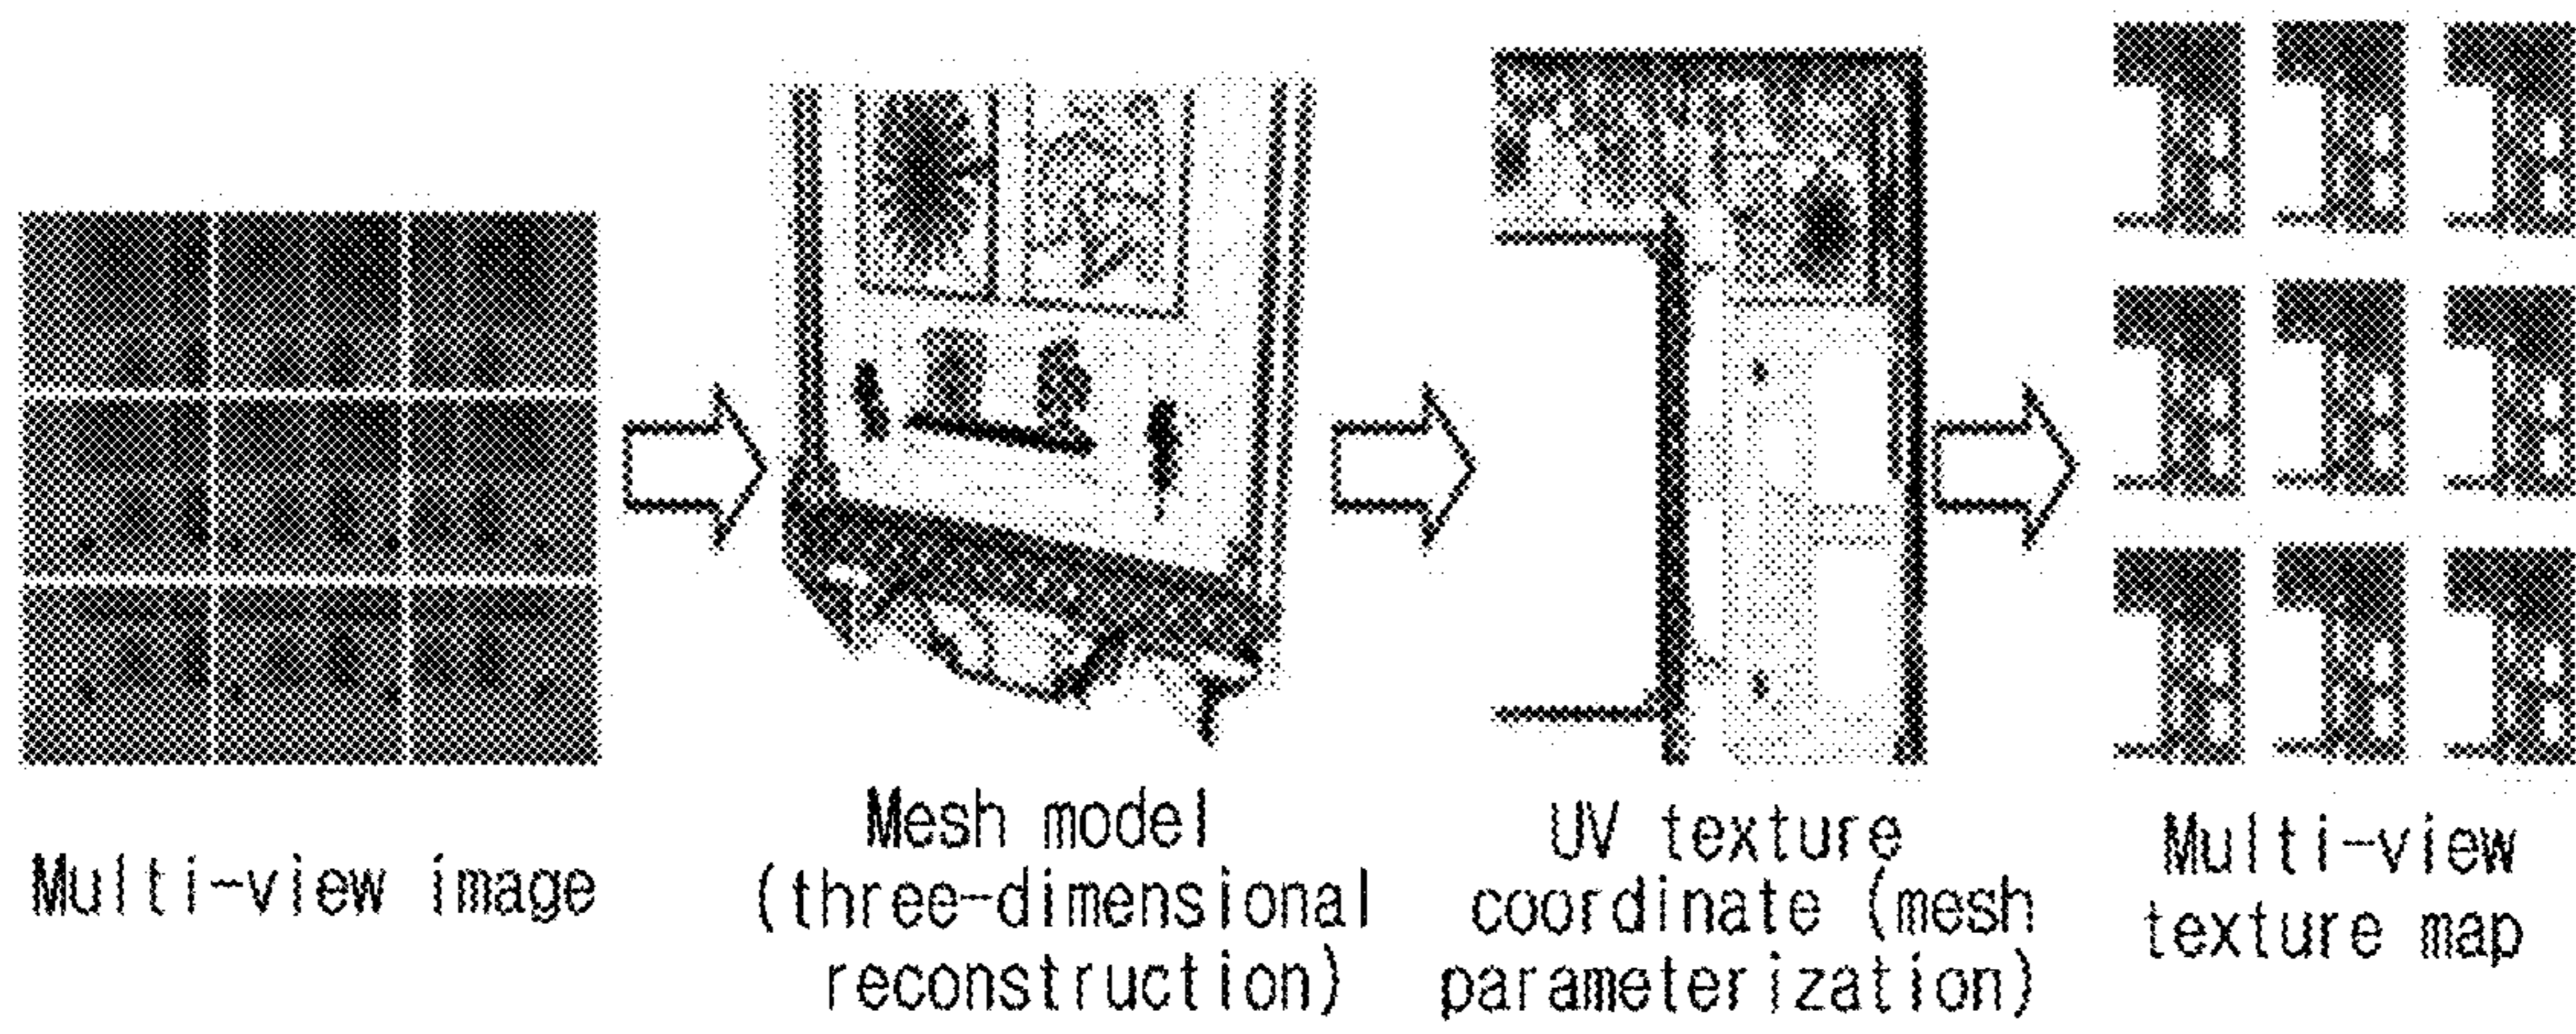 Multi-view image
Mesh model
(three-dimensional
reconstruction)
UV texture
coordinate (mesh
parameterization)
Multi-view
texture map